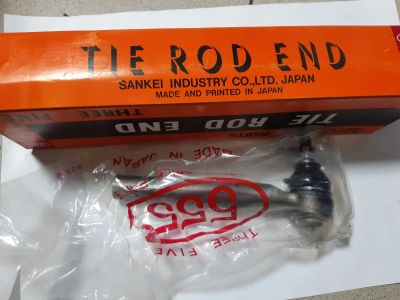 TIE ROD END
SANKEI INDUSTRY CO.,LTD. JAPAN
MADE AND PRINTED IN JAPAN
THREE FIVE
TIE ROD END
PARTS
MADE IN JAPAN
555
THREE
FIVE